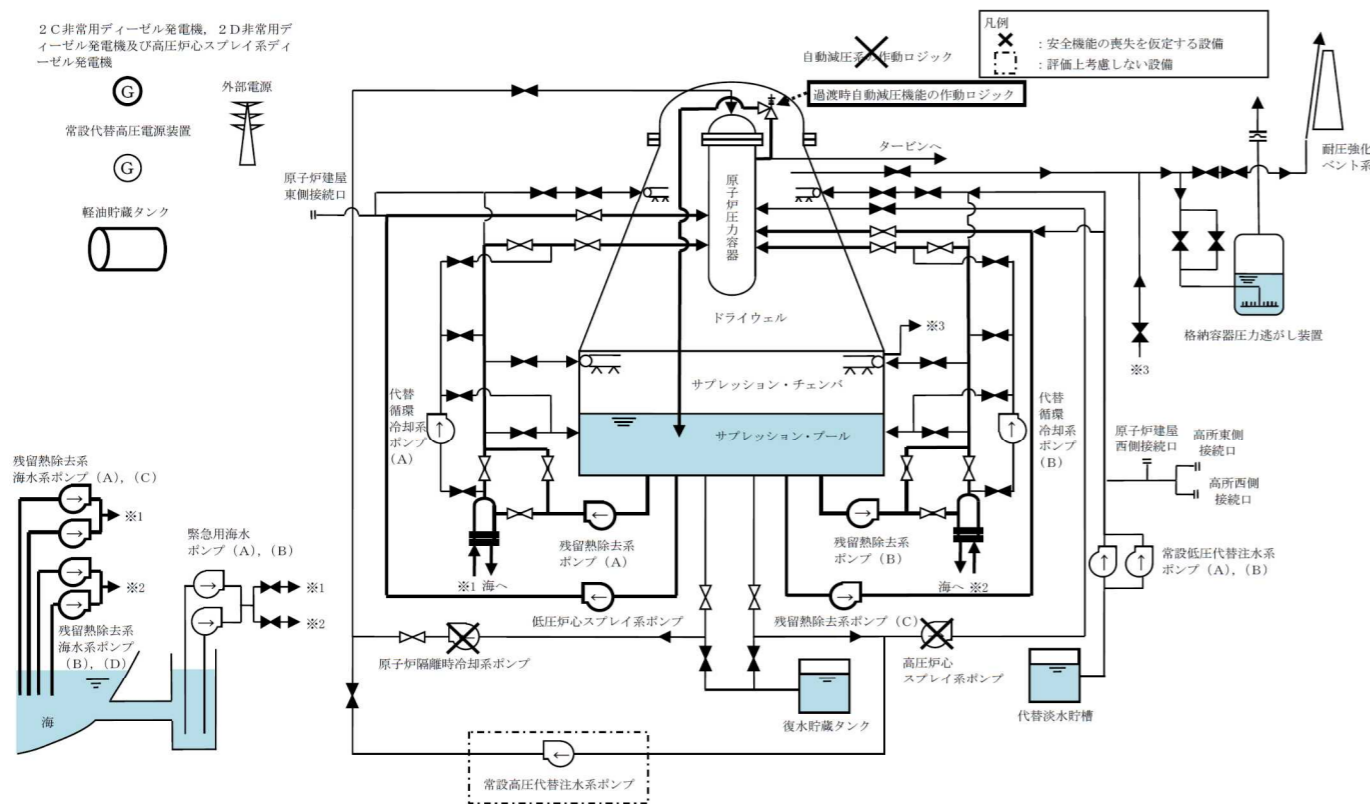 2C非常用ディーゼル発電機，2D非常用デ
ィーゼル発電機及び高圧炉心スプレイ系ディ
ーゼル発電機
G
外部電源
常設代替高圧電源装置
G
軽油貯蔵タンク
自動減圧系の作動ロジック
過渡時自動減圧機能の作動ロジック
凡例
：安全機能の喪失を仮定する設備
：評価上考慮しない設備
タービンへ
耐圧強化
ベント系
原子炉建屋
東側接続口
原子炉圧力容器
ドライウェル
※3
格納容器圧力逃がし装置
※3
サプレッション・チェンバ
サプレッション・プール
代替
循環
冷却系
ポンプ
(A)
代替
循環
冷却系
ポンプ
(B)
原子炉建屋
西側接続口
高所東側
接続口
高所西側
接続口
残留熱除去系
海水系ポンプ（A），（C）
※1
※2
残留熱除去系
海水系ポンプ
（B），（D）
緊急用海水
ポンプ（A），（B）
※1
※2
海
残留熱除去系
ポンプ（A）
※1 海へ
残留熱除去系
ポンプ（B）
海へ ※2
常設低圧代替注水系
ポンプ（A），（B）
低圧炉心スプレイ系ポンプ
残留熱除去系ポンプ（C）
原子炉隔離時冷却系ポンプ
高圧炉心
スプレイ系ポンプ
復水貯蔵タンク
代替淡水貯槽
常設高圧代替注水系ポンプ